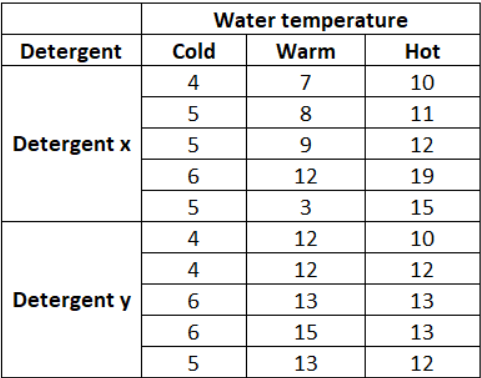 Water temperature
Detergent Cold Warm Hot
4 7 10
5 8 11
Detergent x 5 9 12
6 12 19
5 3 15
4 12 10
4 12 12
Detergent y 6 13 13
6 15 13
5 13 12